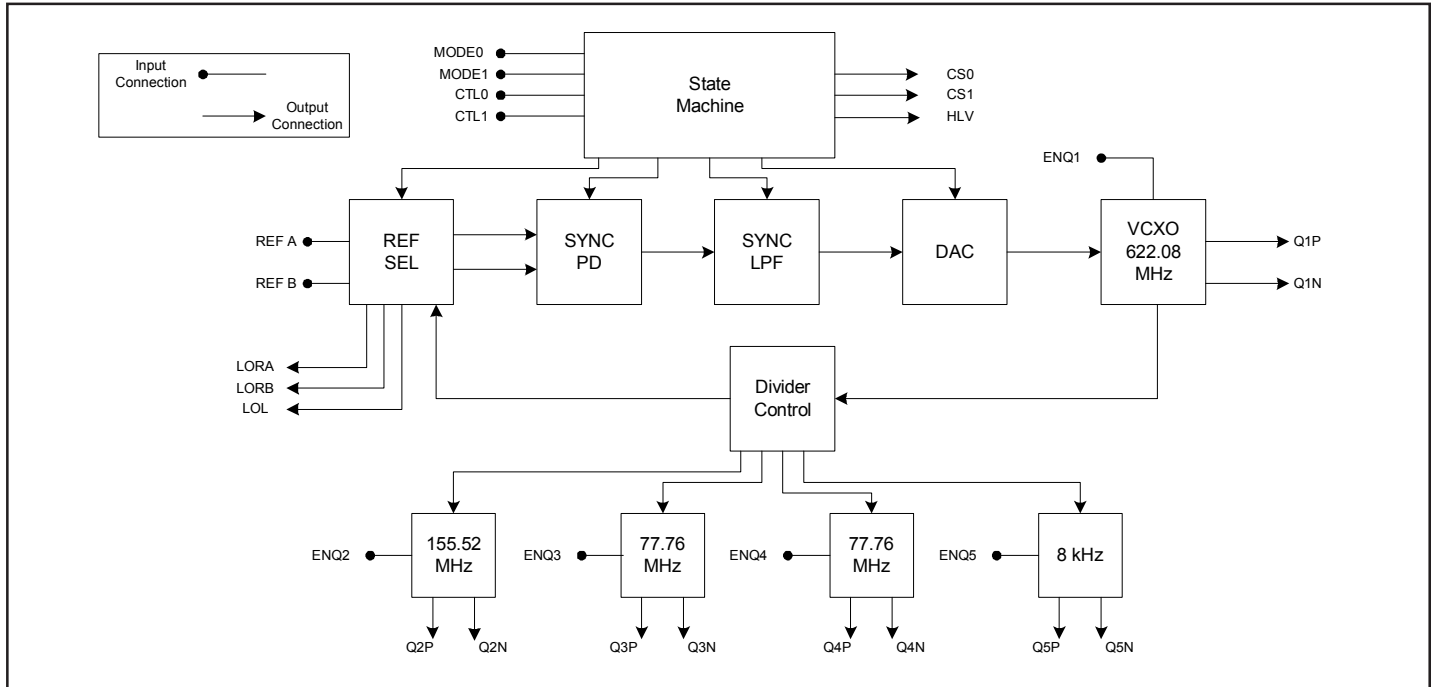 Input
Connection
Output
Connection
MODE0
MODE1
CTL0
CTL1
State
Machine
CS0
CS1
HLV
ENQ1
REF A
REF B
REF
SEL
SYNC
PD
SYNC
LPF
DAC
VCXO
622.08
MHz
Q1P
Q1N
LORA
LORB
LOL
Divider
Control
ENQ2
155.52
MHz
ENQ3
77.76
MHz
ENQ4
77.76
MHz
ENQ5
8 kHz
Q2P
Q2N
Q3P
Q3N
Q4P
Q4N
Q5P
Q5N